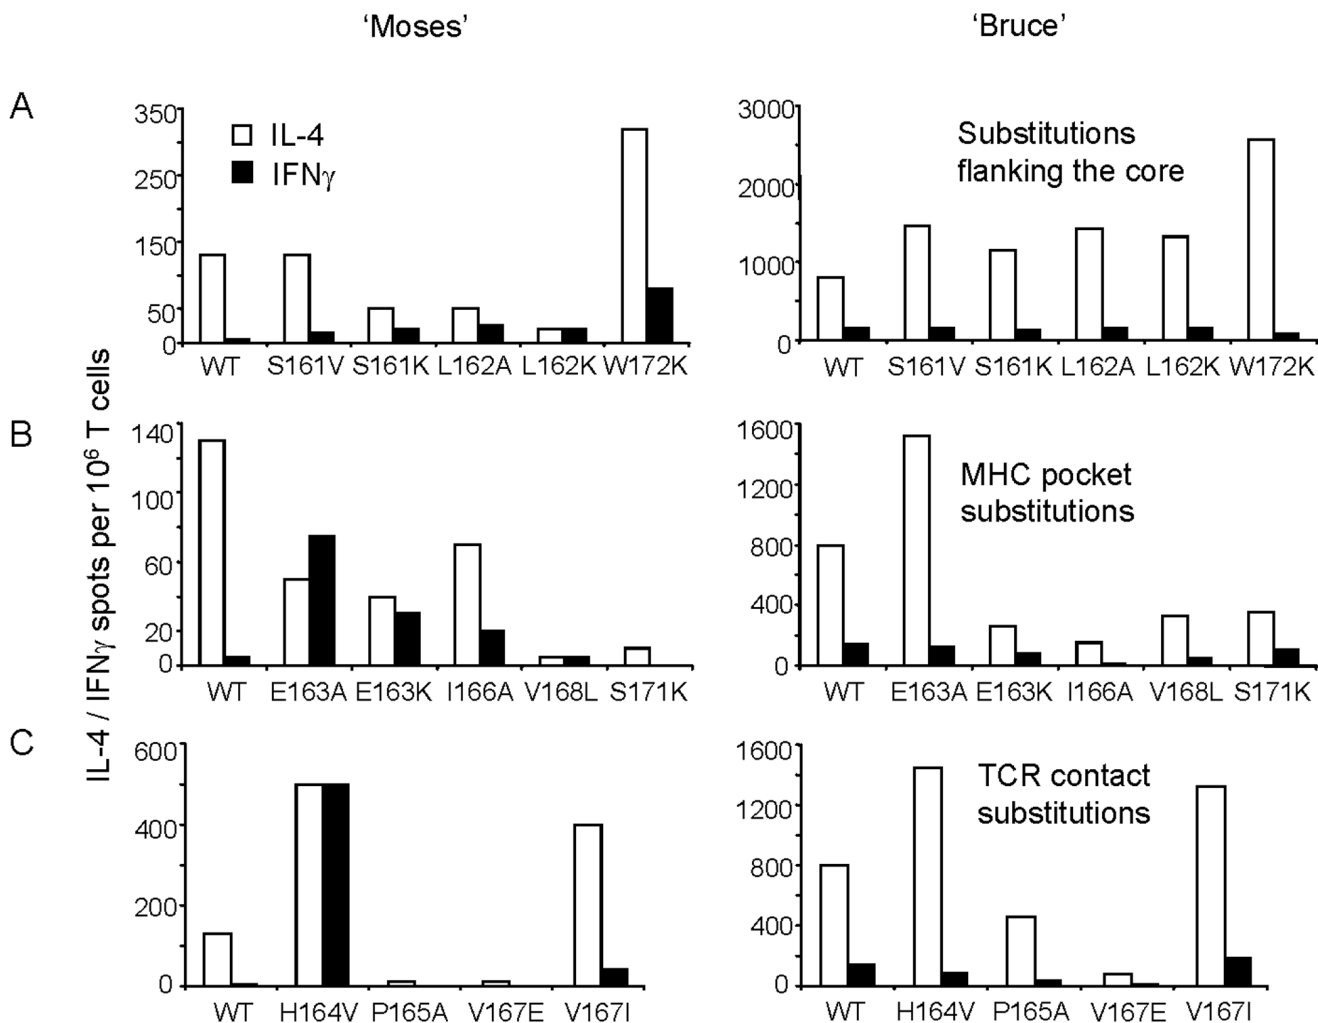 ‘Moses’
‘Bruce’
A
350
250
150
50
0
IL-4
IFNγ
WT
S161V
S161K
L162A
L162K
W172K
3000
2000
1000
0
Substitutions
flanking the core
WT
S161V
S161K
L162A
L162K
W172K
IL-4 / IFNγ spots per 10⁶ T cells
B
140
100
60
20
0
WT
E163A
E163K
I166A
V168L
S171K
1600
1200
800
400
0
MHC pocket
substitutions
WT
E163A
E163K
I166A
V168L
S171K
C
600
400
200
0
WT
H164V
P165A
V167E
V167I
1600
1200
800
400
0
TCR contact
substitutions
WT
H164V
P165A
V167E
V167I